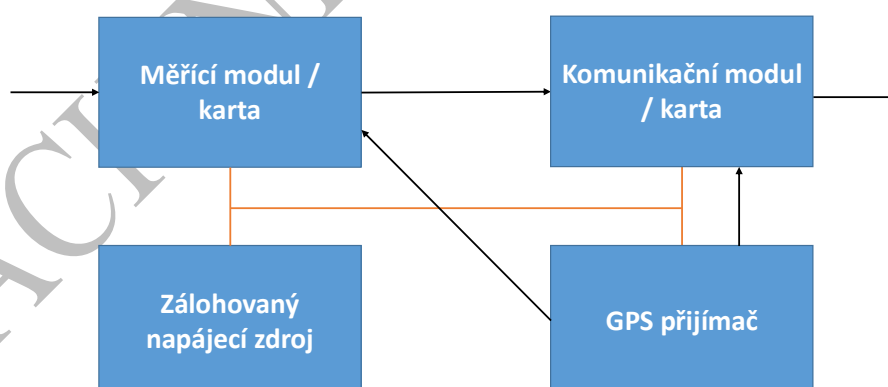 Měřící modul /
karta
Komunikační modul
/ karta
Zálohovaný
napájecí zdroj
GPS přijímač